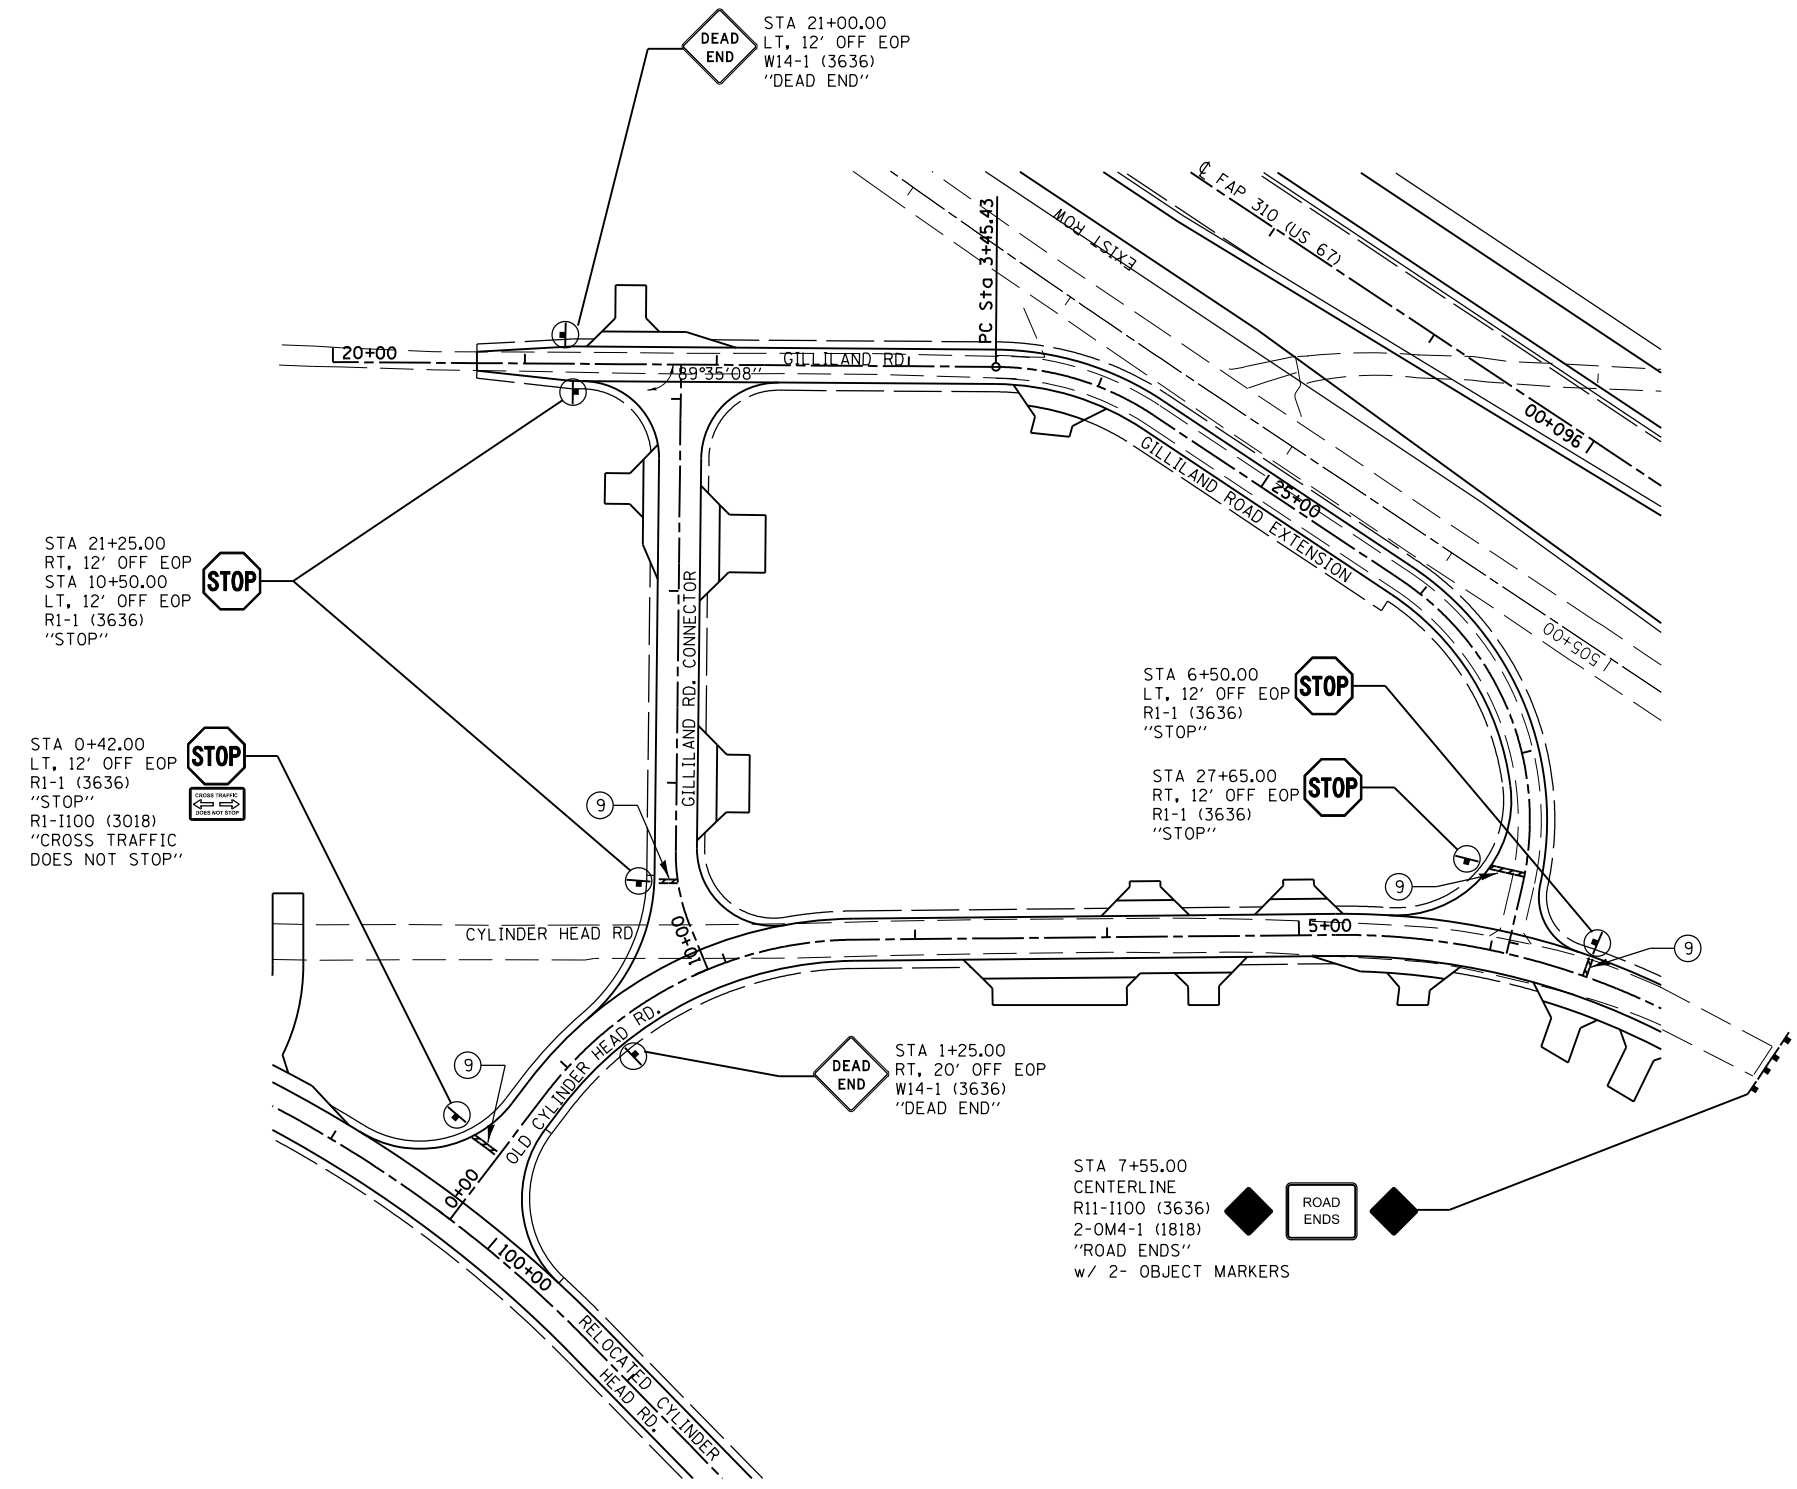 DEAD
END
STA 21+00.00
LT, 12' OFF EOP
W14-1 (3636)
"DEAD END"
℄ FAP 310 (US 67)
EXIST ROW
PC Sta 3+45.43
20+00
GILLILAND RD.
89°35'08"
960+00
GILLILAND ROAD EXTENSION
25+00
505+00
STA 21+25.00
RT, 12' OFF EOP
STA 10+50.00
LT, 12' OFF EOP
R1-1 (3636)
"STOP"
STOP
GILLILAND RD. CONNECTOR
STA 6+50.00
LT, 12' OFF EOP
R1-1 (3636)
"STOP"
STOP
STA 27+65.00
RT, 12' OFF EOP
R1-1 (3636)
"STOP"
STOP
STA 0+42.00
LT, 12' OFF EOP
R1-1 (3636)
"STOP"
R1-I100 (3018)
"CROSS TRAFFIC
DOES NOT STOP"
STOP
CROSS TRAFFIC
DOES NOT STOP
9
9
CYLINDER HEAD RD.
10+00
5+00
9
9
OLD CYLINDER HEAD RD.
DEAD
END
STA 1+25.00
RT, 20' OFF EOP
W14-1 (3636)
"DEAD END"
0+00
100+00
STA 7+55.00
CENTERLINE
R11-I100 (3636)
2-OM4-1 (1818)
"ROAD ENDS"
w/ 2- OBJECT MARKERS
ROAD
ENDS
RELOCATED CYLINDER
HEAD RD.